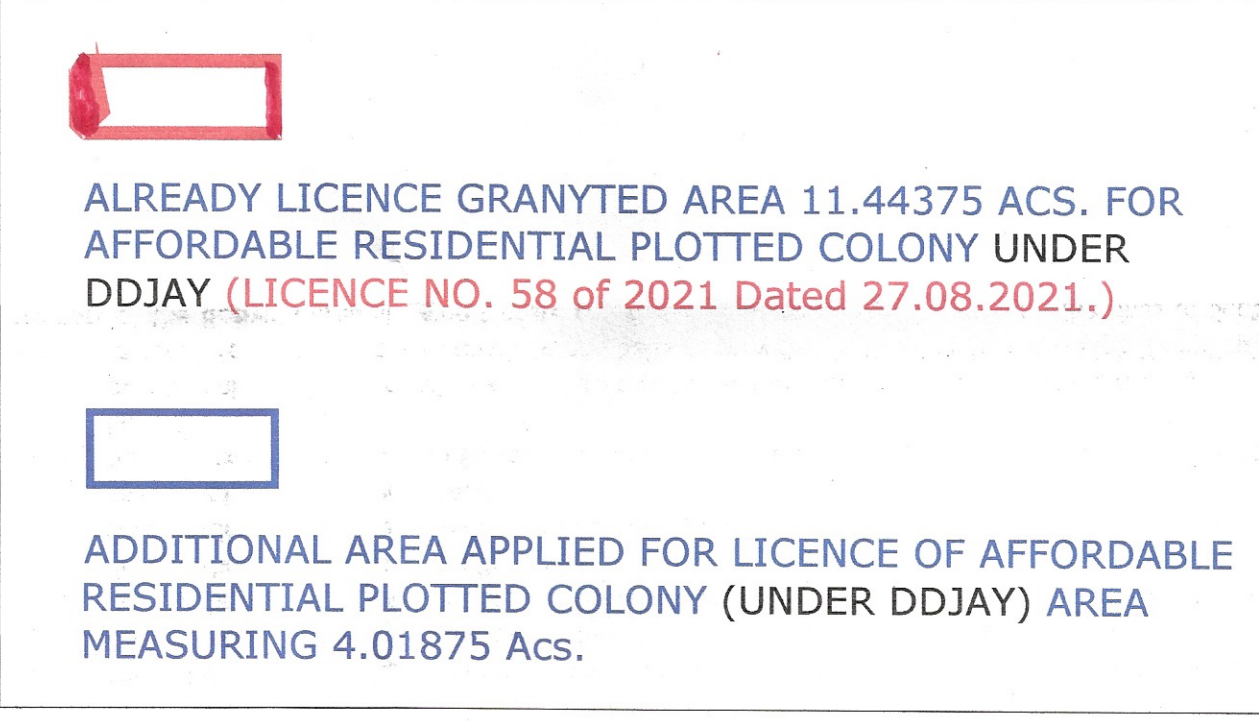 ALREADY LICENCE GRANYTED AREA 11.44375 ACS. FOR
AFFORDABLE RESIDENTIAL PLOTTED COLONY UNDER
DDJAY (LICENCE NO. 58 of 2021 Dated 27.08.2021.)
ADDITIONAL AREA APPLIED FOR LICENCE OF AFFORDABLE
RESIDENTIAL PLOTTED COLONY (UNDER DDJAY) AREA
MEASURING 4.01875 Acs.